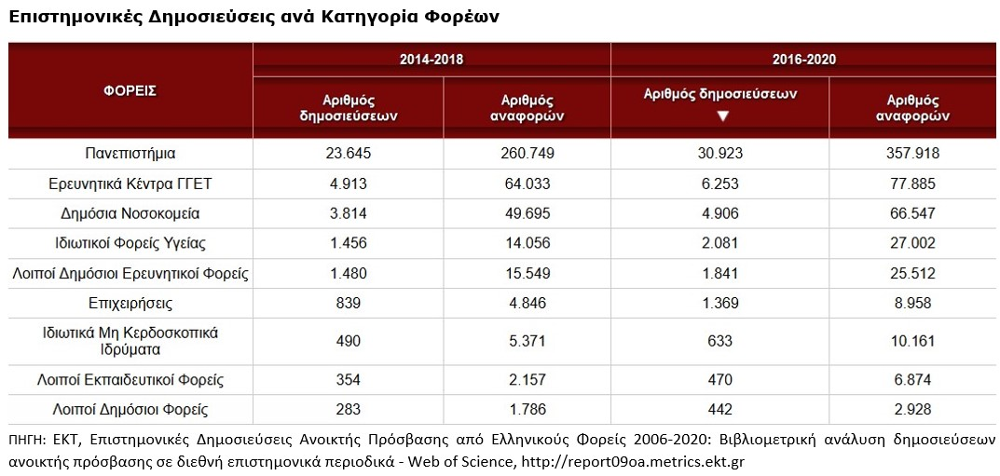 Επιστημονικές Δημοσιεύσεις ανά Κατηγορία Φορέων
ΦΟΡΕΙΣ 2014-2018 2016-2020
Αριθμός δημοσιεύσεων Αριθμός αναφορών Αριθμός δημοσιεύσεων ▼ Αριθμός αναφορών
Πανεπιστήμια 23.645 260.749 30.923 357.918
Ερευνητικά Κέντρα ΓΓΕΤ 4.913 64.033 6.253 77.885
Δημόσια Νοσοκομεία 3.814 49.695 4.906 66.547
Ιδιωτικοί Φορείς Υγείας 1.456 14.056 2.081 27.002
Λοιποί Δημόσιοι Ερευνητικοί Φορείς 1.480 15.549 1.841 25.512
Επιχειρήσεις 839 4.846 1.369 8.958
Ιδιωτικά Μη Κερδοσκοπικά Ιδρύματα 490 5.371 633 10.161
Λοιποί Εκπαιδευτικοί Φορείς 354 2.157 470 6.874
Λοιποί Δημόσιοι Φορείς 283 1.786 442 2.928
ΠΗΓΗ: ΕΚΤ, Επιστημονικές Δημοσιεύσεις Ανοικτής Πρόσβασης από Ελληνικούς Φορείς 2006-2020: Βιβλιομετρική ανάλυση δημοσιεύσεων
ανοικτής πρόσβασης σε διεθνή επιστημονικά περιοδικά - Web of Science, http://report09oa.metrics.ekt.gr